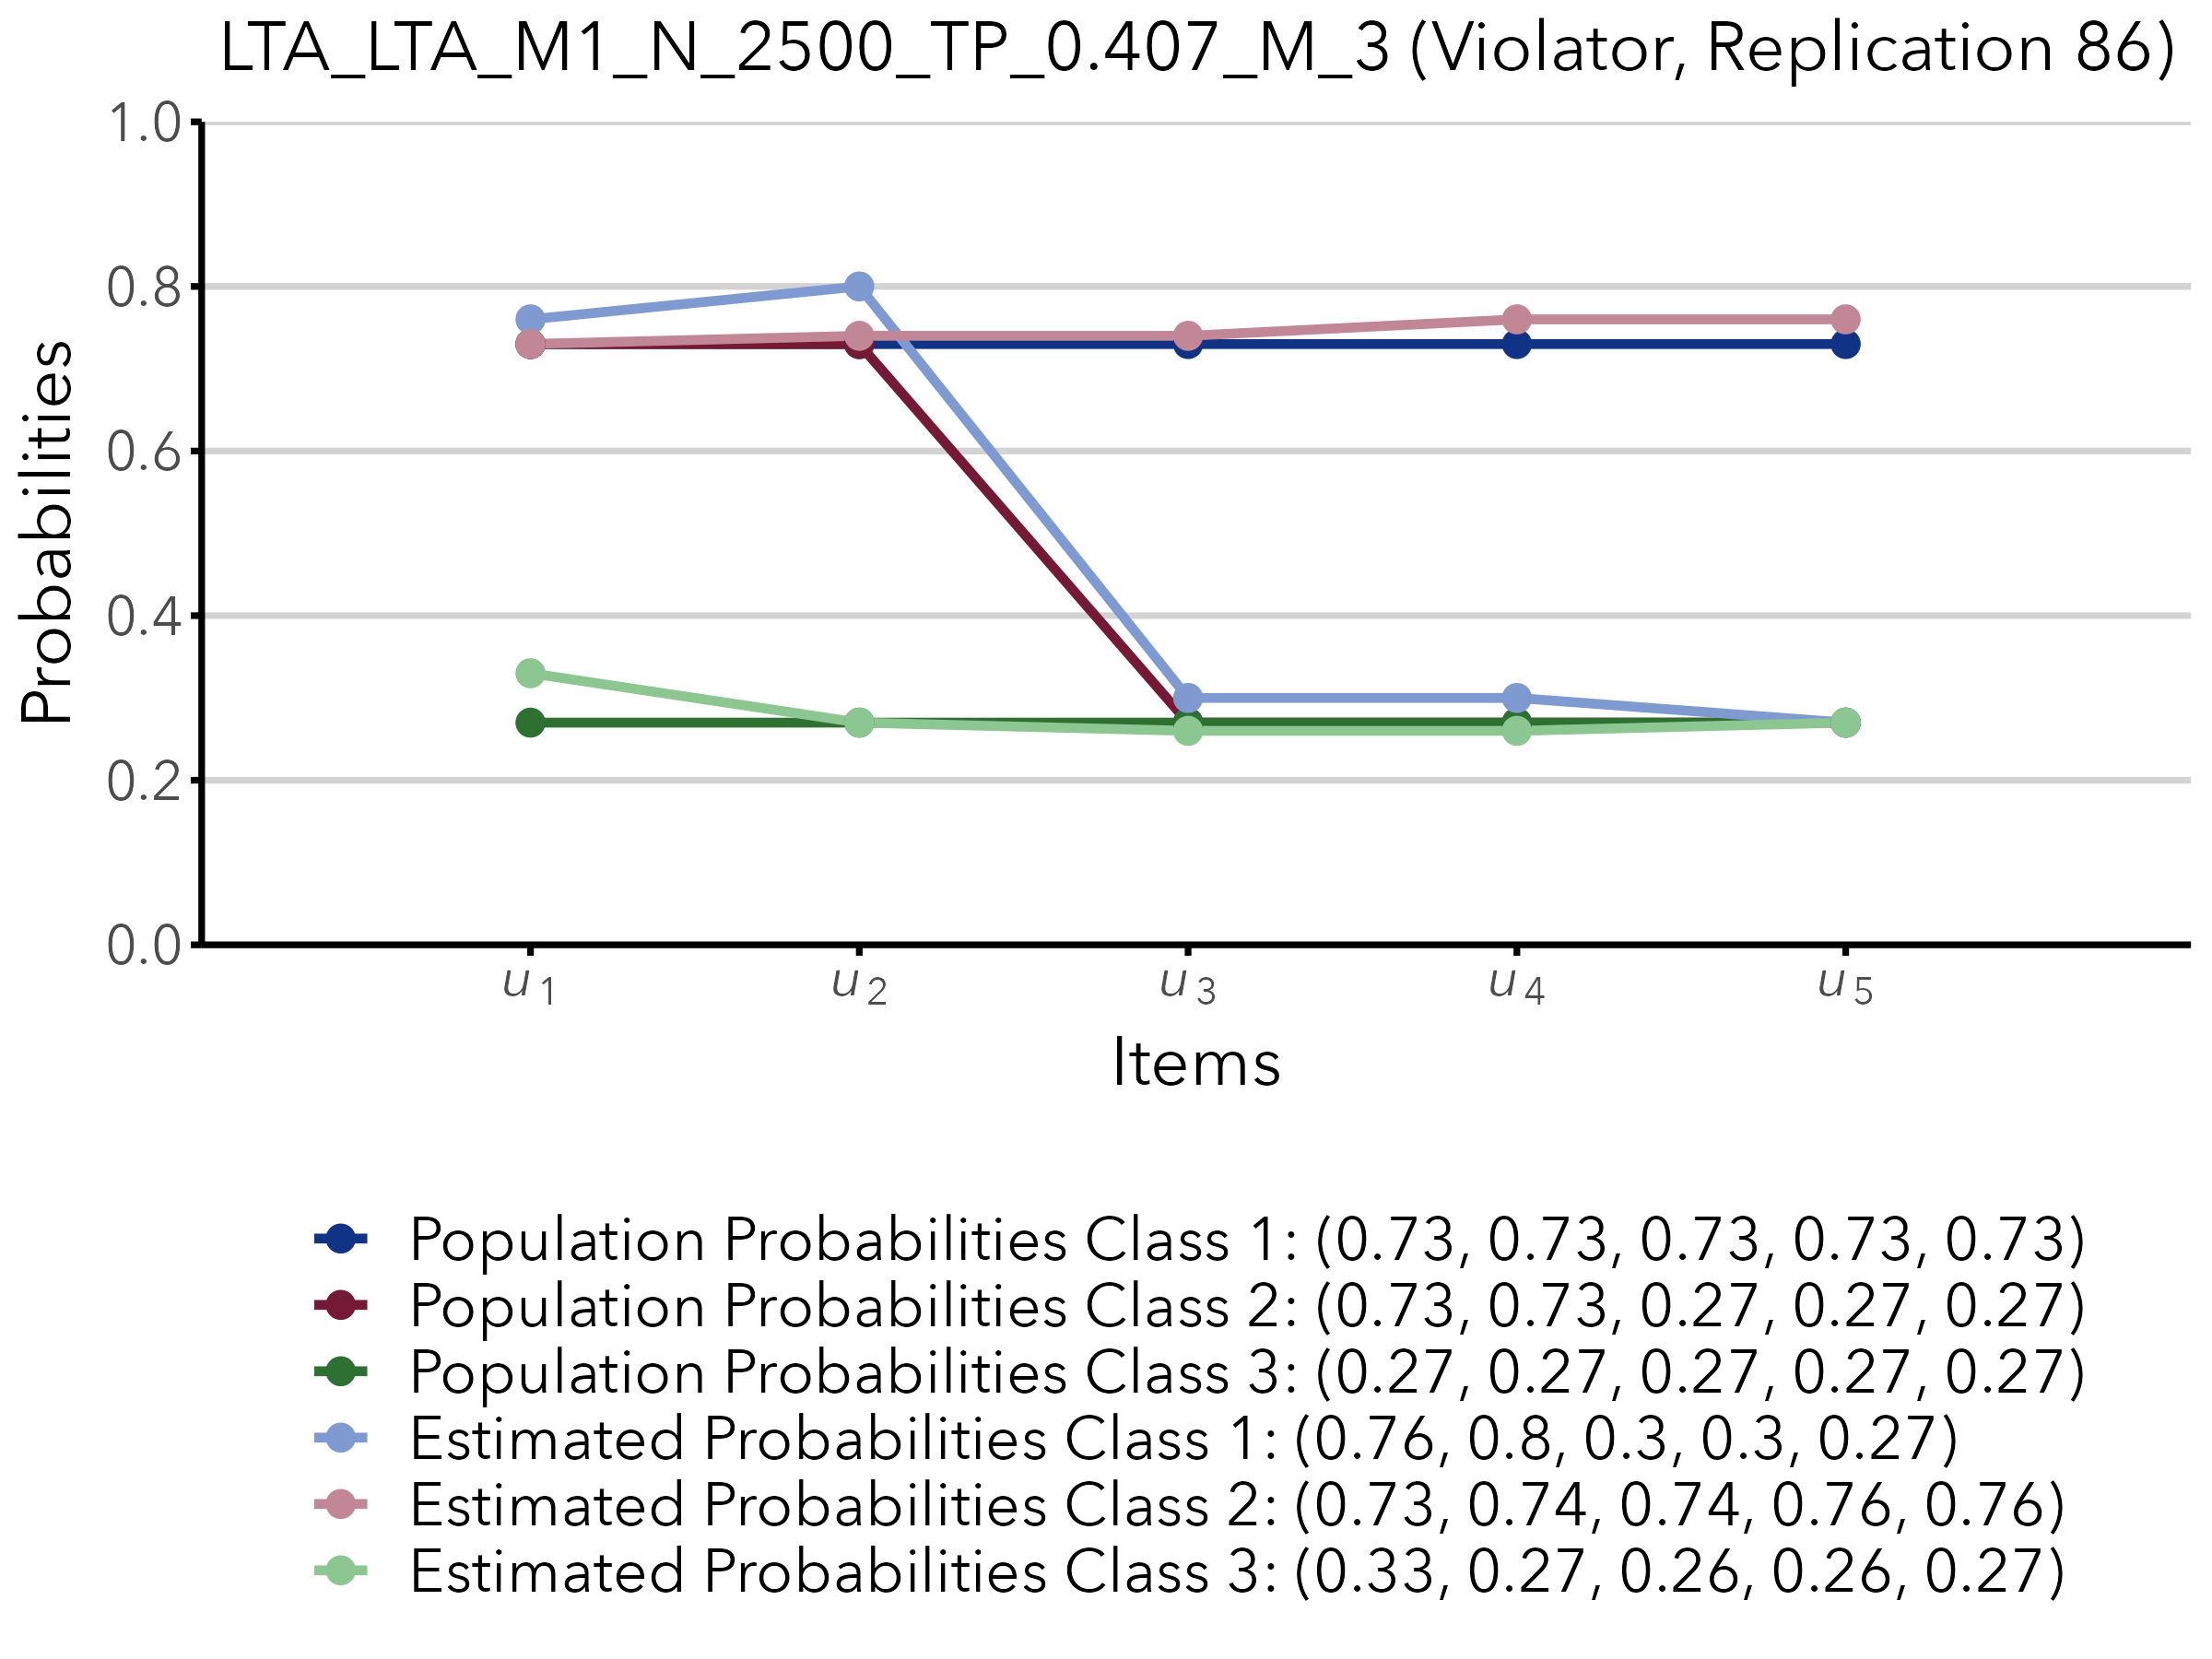 LTA_LTA_M1_N_2500_TP_0.407_M_3 (Violator, Replication 86)
1.0
0.8
0.6
0.4
0.2
0.0
Probabilities
u1 u2 u3 u4 u5
Items
Population Probabilities Class 1: (0.73, 0.73, 0.73, 0.73, 0.73)
Population Probabilities Class 2: (0.73, 0.73, 0.27, 0.27, 0.27)
Population Probabilities Class 3: (0.27, 0.27, 0.27, 0.27, 0.27)
Estimated Probabilities Class 1: (0.76, 0.8, 0.3, 0.3, 0.27)
Estimated Probabilities Class 2: (0.73, 0.74, 0.74, 0.76, 0.76)
Estimated Probabilities Class 3: (0.33, 0.27, 0.26, 0.26, 0.27)